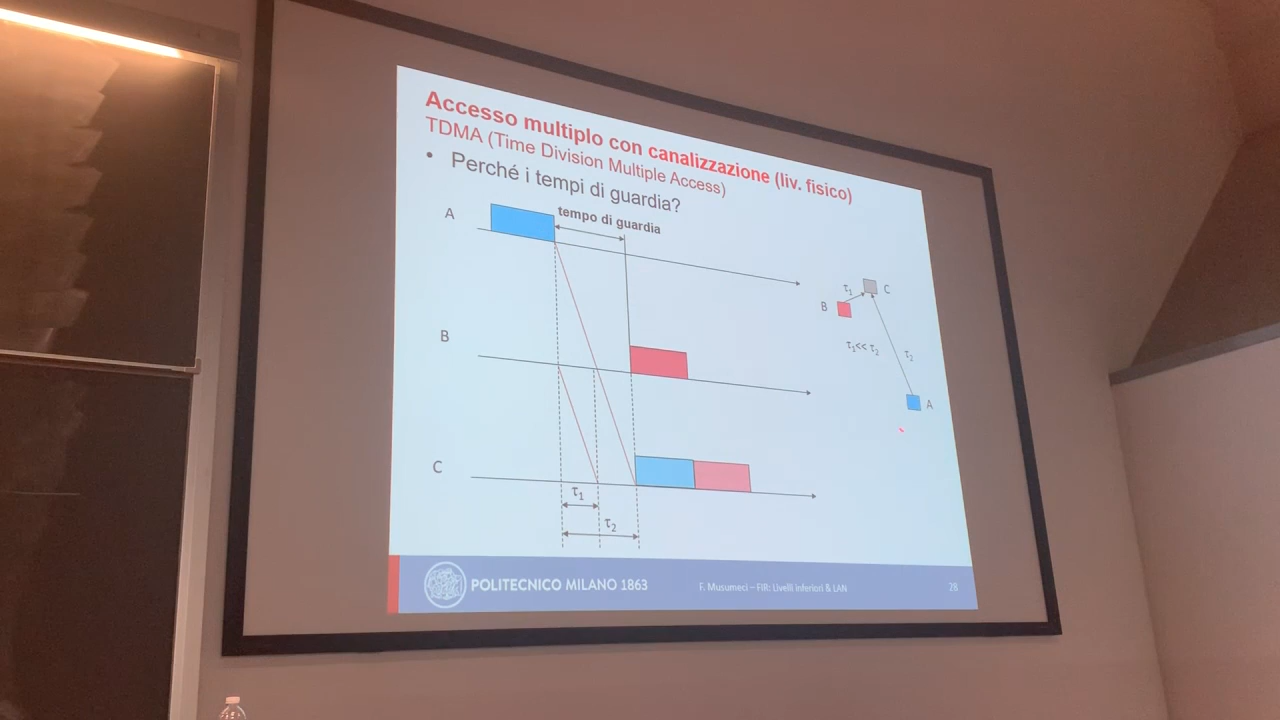 Accesso multiplo con canalizzazione (liv. fisico)
TDMA (Time Division Multiple Access)
• Perché i tempi di guardia?
A
tempo di guardia
τ1
C
B
B
τ1<< τ2
τ2
A
C
τ1
τ2
POLITECNICO MILANO 1863
F. Musumeci – FIR: Livelli inferiori & LAN
28